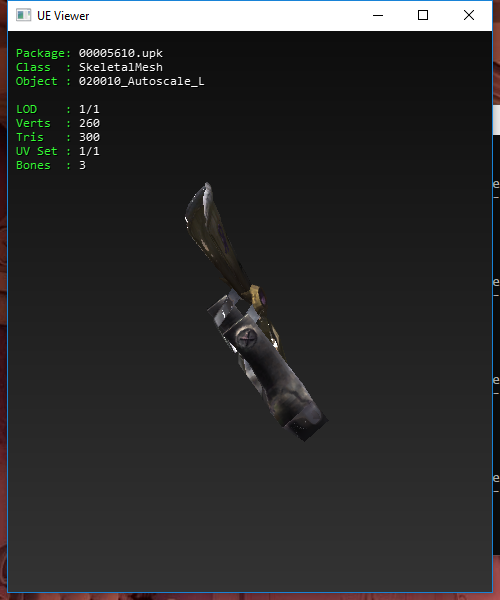 UE Viewer
Package: 00005610.upk
Class : SkeletalMesh
Object : 020010_Autoscale_L
LOD : 1/1
Verts : 260
Tris : 300
UV Set : 1/1
Bones : 3
e
e
e
e